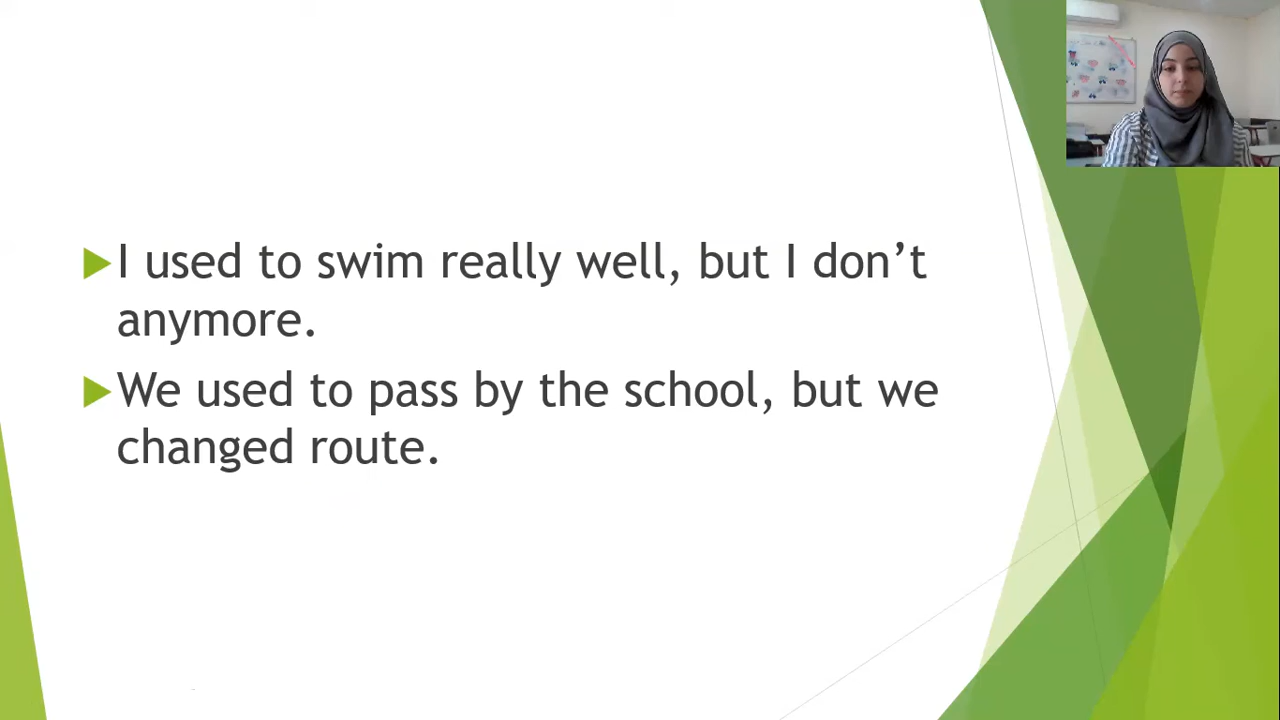 I used to swim really well, but I don’t
anymore.
We used to pass by the school, but we
changed route.